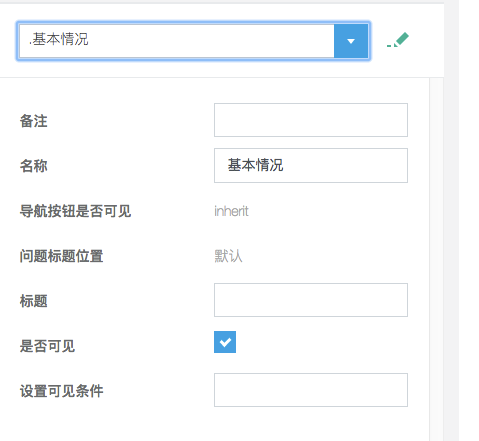 .基本情况
备注
名称 基本情况
导航按钮是否可见 inherit
问题标题位置 默认
标题
是否可见
设置可见条件